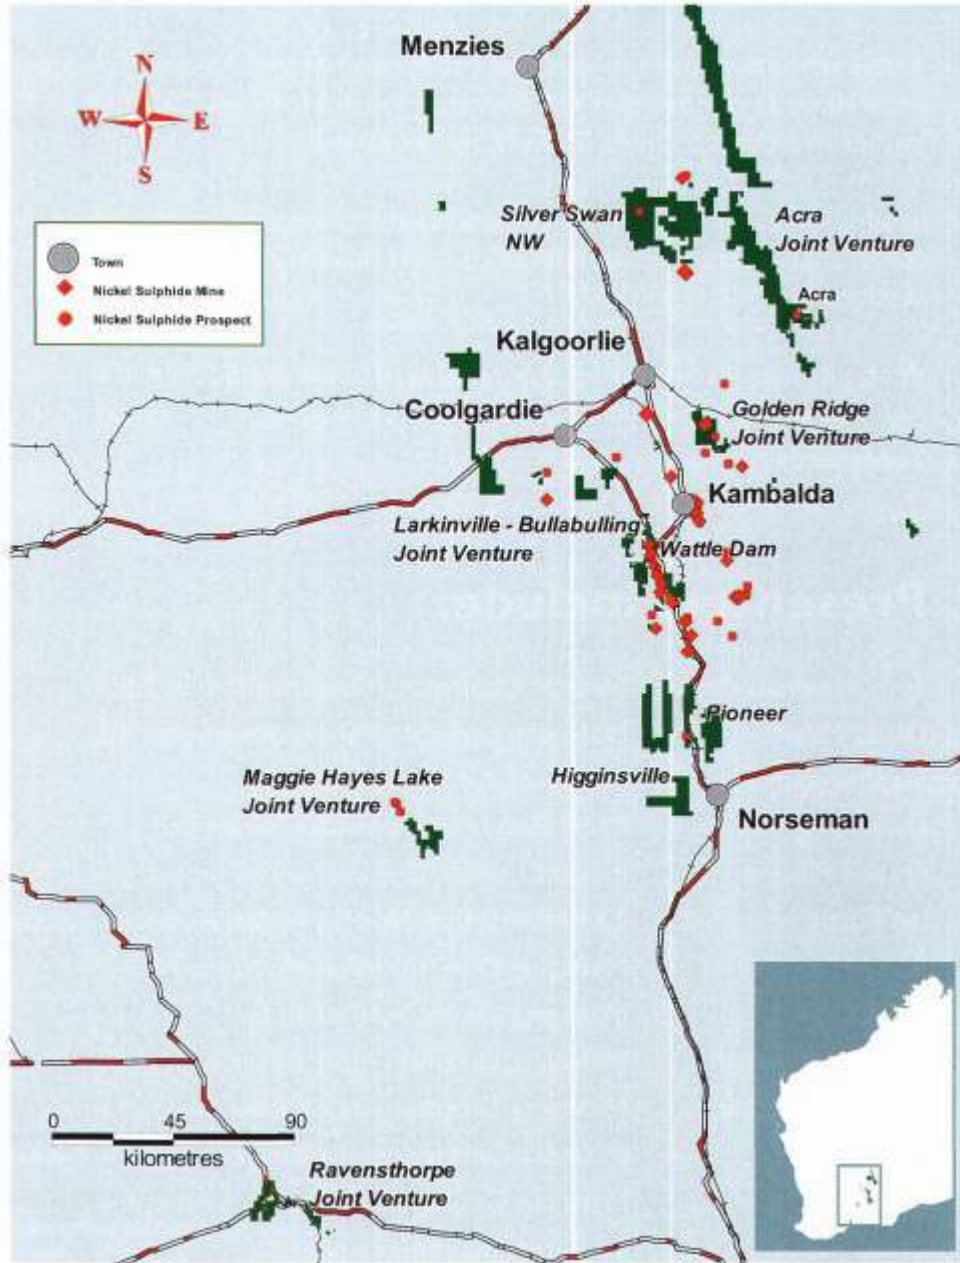 Menzies
N
W E
S
Silver Swan
NW
Acra
Joint Venture
Town
Nickel Sulphide Mine
Nickel Sulphide Prospect
Acra
Kalgoorlie
Coolgardie
Golden Ridge
Joint Venture
Kambalda
Larkinville - Bullabulling
Joint Venture
Wattle Dam
Pioneer
Maggie Hayes Lake
Joint Venture
Higginsville
Norseman
0 45 90
kilometres
Ravensthorpe
Joint Venture